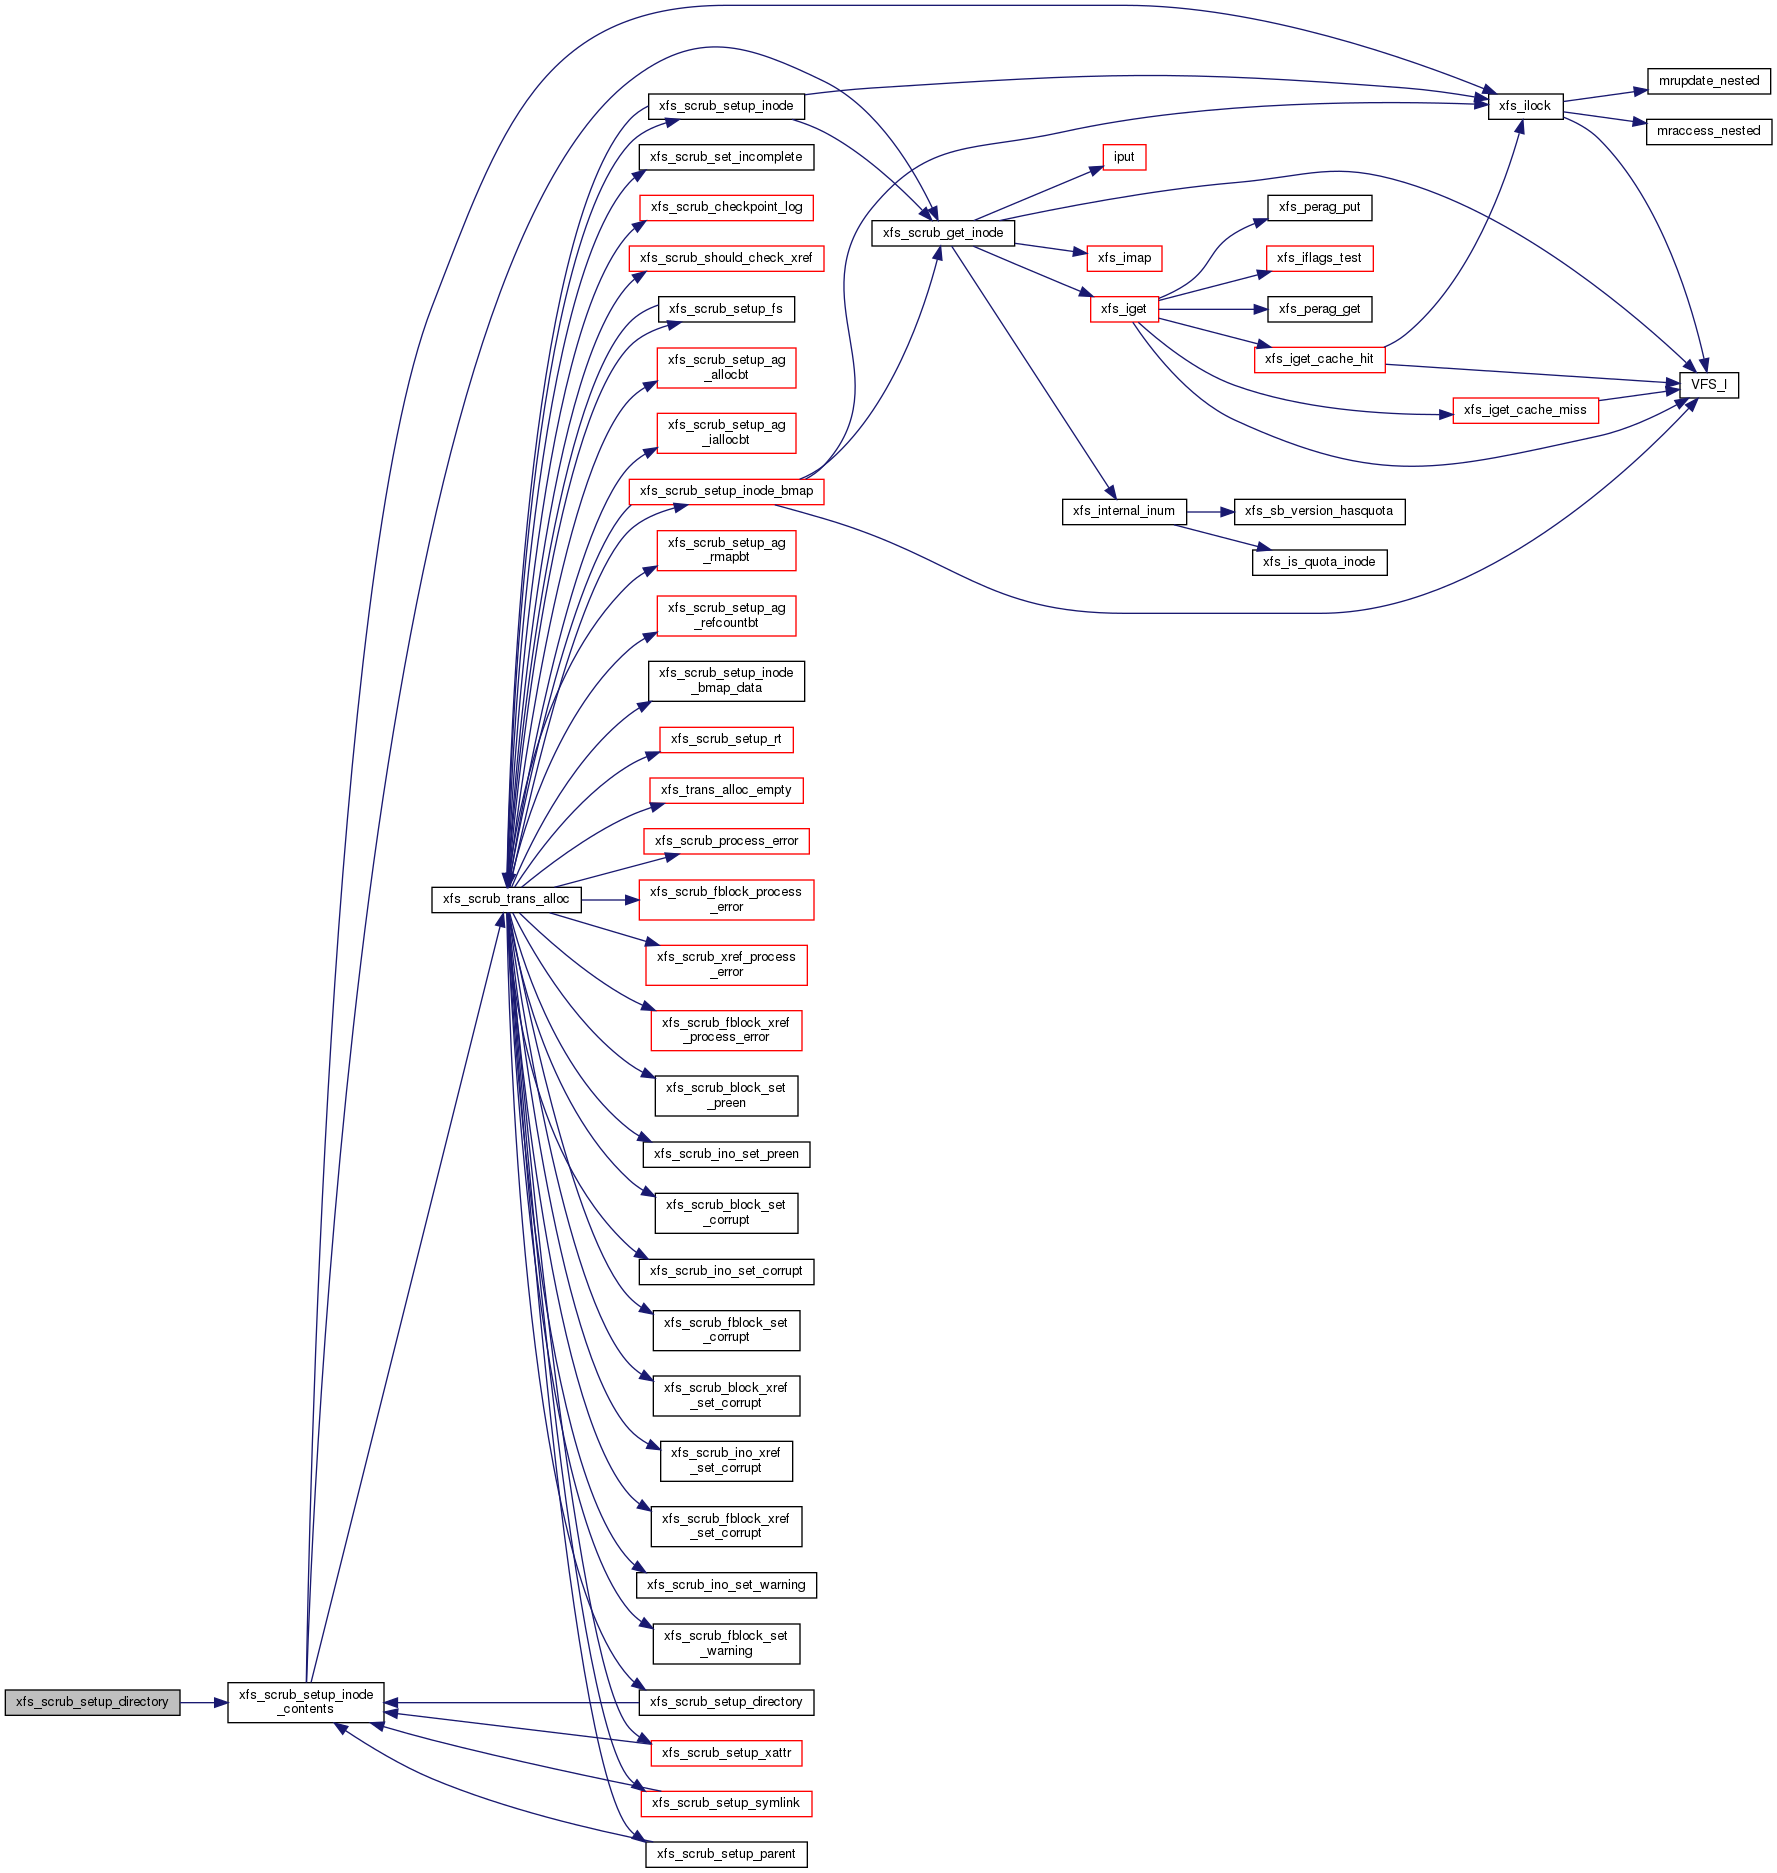 xfs_scrub_setup_directory
xfs_scrub_setup_inode
_contents
xfs_scrub_trans_alloc
xfs_scrub_setup_inode
xfs_scrub_set_incomplete
xfs_scrub_checkpoint_log
xfs_scrub_should_check_xref
xfs_scrub_setup_fs
xfs_scrub_setup_ag
_allocbt
xfs_scrub_setup_ag
_iallocbt
xfs_scrub_setup_inode_bmap
xfs_scrub_setup_ag
_rmapbt
xfs_scrub_setup_ag
_refcountbt
xfs_scrub_setup_inode
_bmap_data
xfs_scrub_setup_rt
xfs_trans_alloc_empty
xfs_scrub_process_error
xfs_scrub_fblock_process
_error
xfs_scrub_xref_process
_error
xfs_scrub_fblock_xref
_process_error
xfs_scrub_block_set
_preen
xfs_scrub_ino_set_preen
xfs_scrub_block_set
_corrupt
xfs_scrub_ino_set_corrupt
xfs_scrub_fblock_set
_corrupt
xfs_scrub_block_xref
_set_corrupt
xfs_scrub_ino_xref
_set_corrupt
xfs_scrub_fblock_xref
_set_corrupt
xfs_scrub_ino_set_warning
xfs_scrub_fblock_set
_warning
xfs_scrub_setup_directory
xfs_scrub_setup_xattr
xfs_scrub_setup_symlink
xfs_scrub_setup_parent
xfs_scrub_get_inode
iput
xfs_imap
xfs_iget
xfs_internal_inum
xfs_perag_put
xfs_iflags_test
xfs_perag_get
xfs_iget_cache_hit
xfs_iget_cache_miss
xfs_sb_version_hasquota
xfs_is_quota_inode
xfs_ilock
mrupdate_nested
mraccess_nested
VFS_I